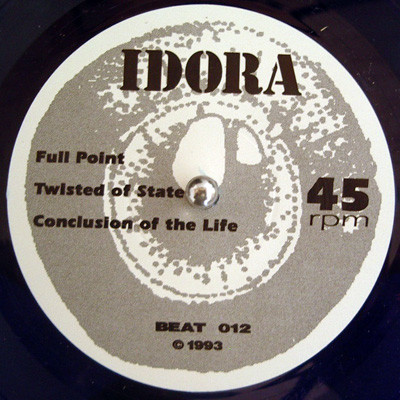 IDORA
Full Point
Twisted of State
Conclusion of the Life
45
rpm
BEAT 012
© 1993